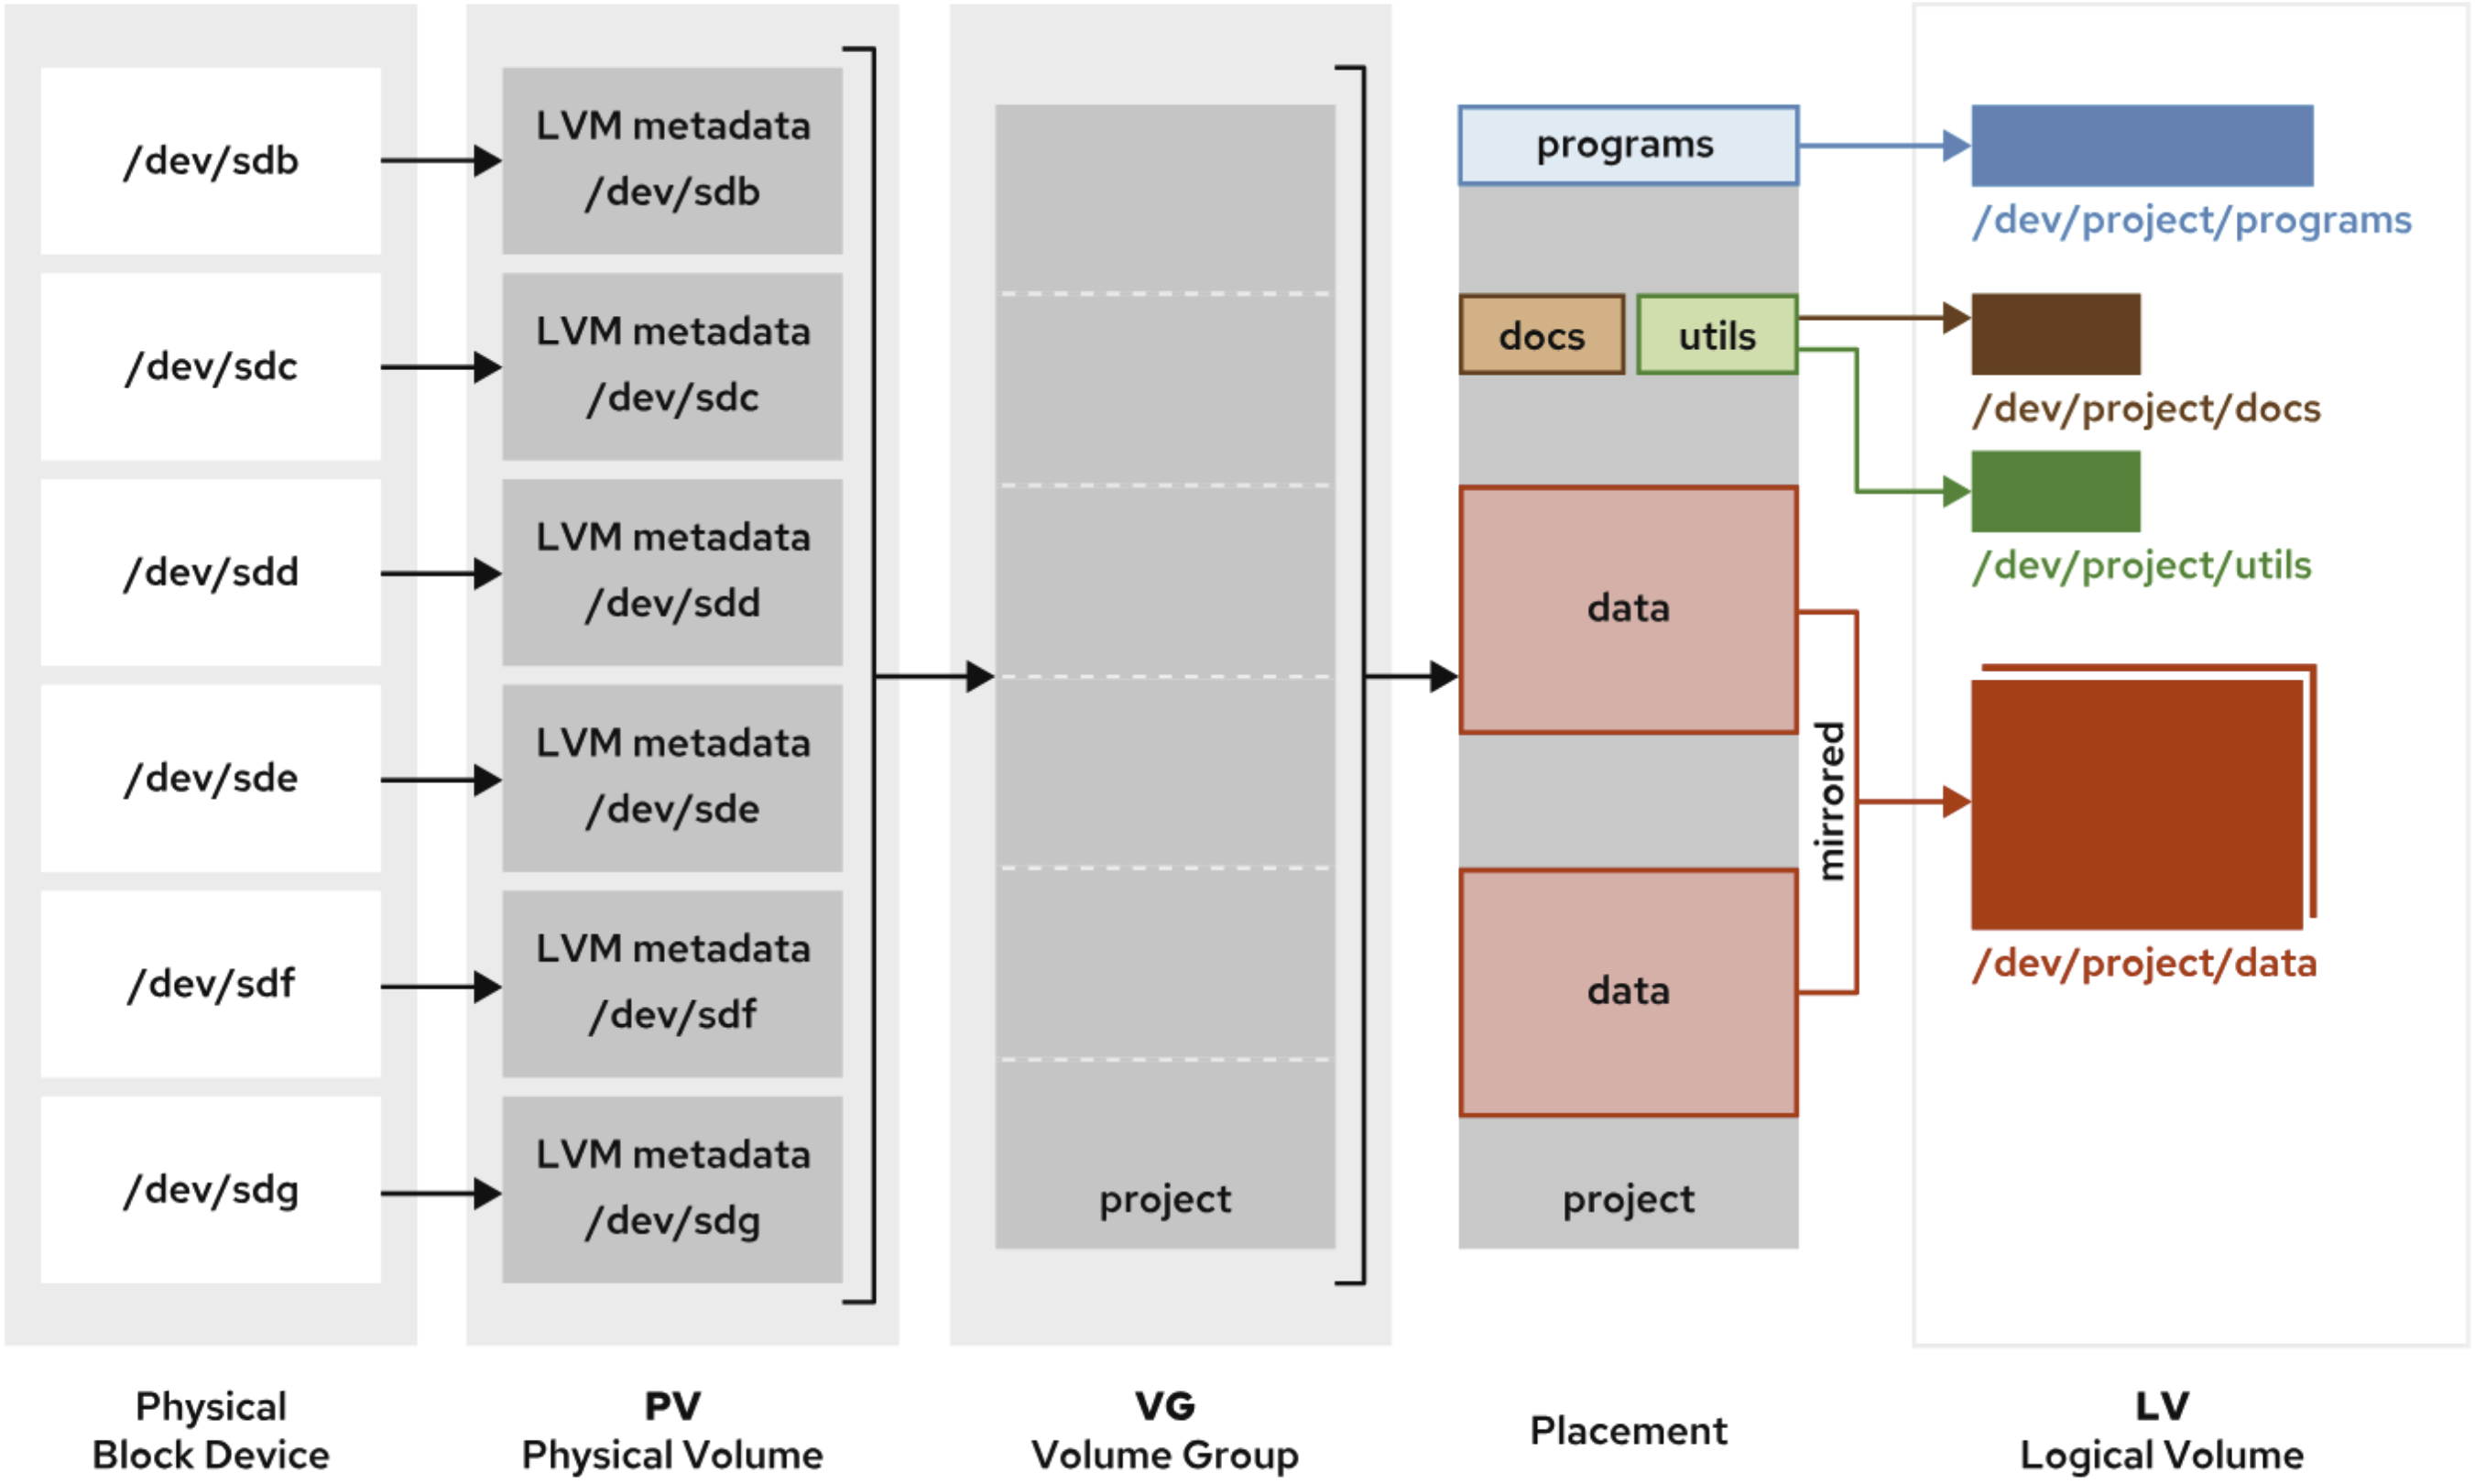 /dev/sdb
/dev/sdc
/dev/sdd
/dev/sde
/dev/sdf
/dev/sdg
Physical
Block Device
LVM metadata
/dev/sdb
LVM metadata
/dev/sdc
LVM metadata
/dev/sdd
LVM metadata
/dev/sde
LVM metadata
/dev/sdf
LVM metadata
/dev/sdg
PV
Physical Volume
project
VG
Volume Group
programs
docs
utils
data
mirrored
data
project
Placement
/dev/project/programs
/dev/project/docs
/dev/project/utils
/dev/project/data
LV
Logical Volume